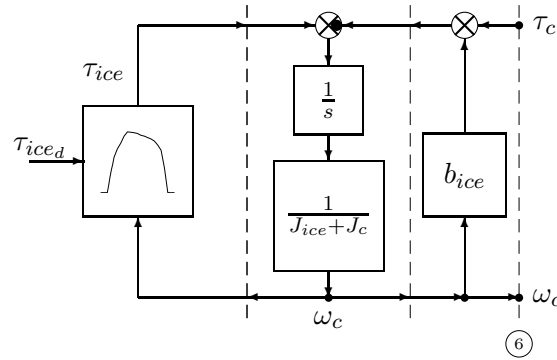 τ_c
τ_ice
1/s
τ_ice_d
b_ice
1/(J_ice+J_c)
ω_c
ω_c
6